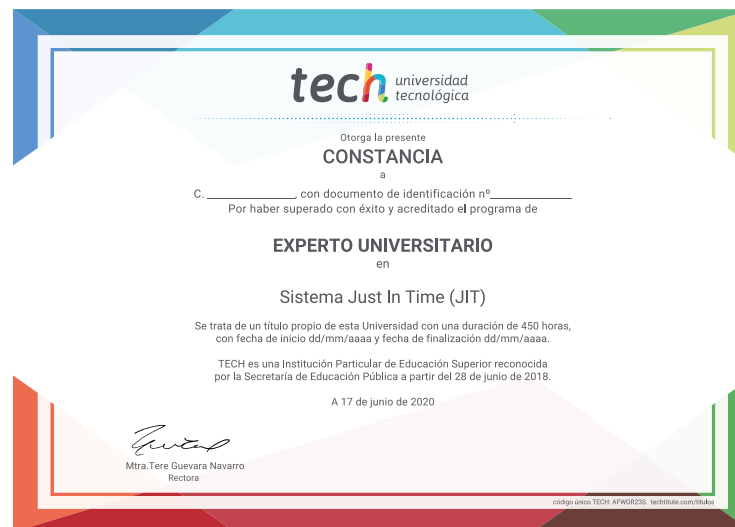 tech universidad
tecnológica
Otorga la presente
CONSTANCIA
a
C. ________________, con documento de identificación nº______________
Por haber superado con éxito y acreditado el programa de
EXPERTO UNIVERSITARIO
en
Sistema Just In Time (JIT)
Se trata de un título propio de esta Universidad con una duración de 450 horas,
con fecha de inicio dd/mm/aaaa y fecha de finalización dd/mm/aaaa.
TECH es una Institución Particular de Educación Superior reconocida
por la Secretaría de Educación Pública a partir del 28 de junio de 2018.
A 17 de junio de 2020
Mtra.Tere Guevara Navarro
Rectora
código único TECH: AFWOR23S techtitute.com/titulos